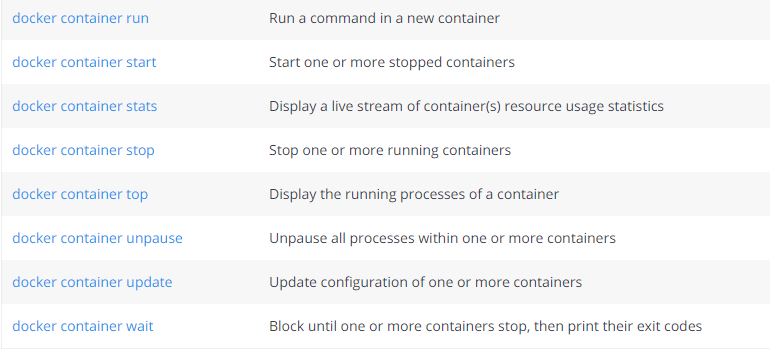 docker container run Run a command in a new container
docker container start Start one or more stopped containers
docker container stats Display a live stream of container(s) resource usage statistics
docker container stop Stop one or more running containers
docker container top Display the running processes of a container
docker container unpause Unpause all processes within one or more containers
docker container update Update configuration of one or more containers
docker container wait Block until one or more containers stop, then print their exit codes